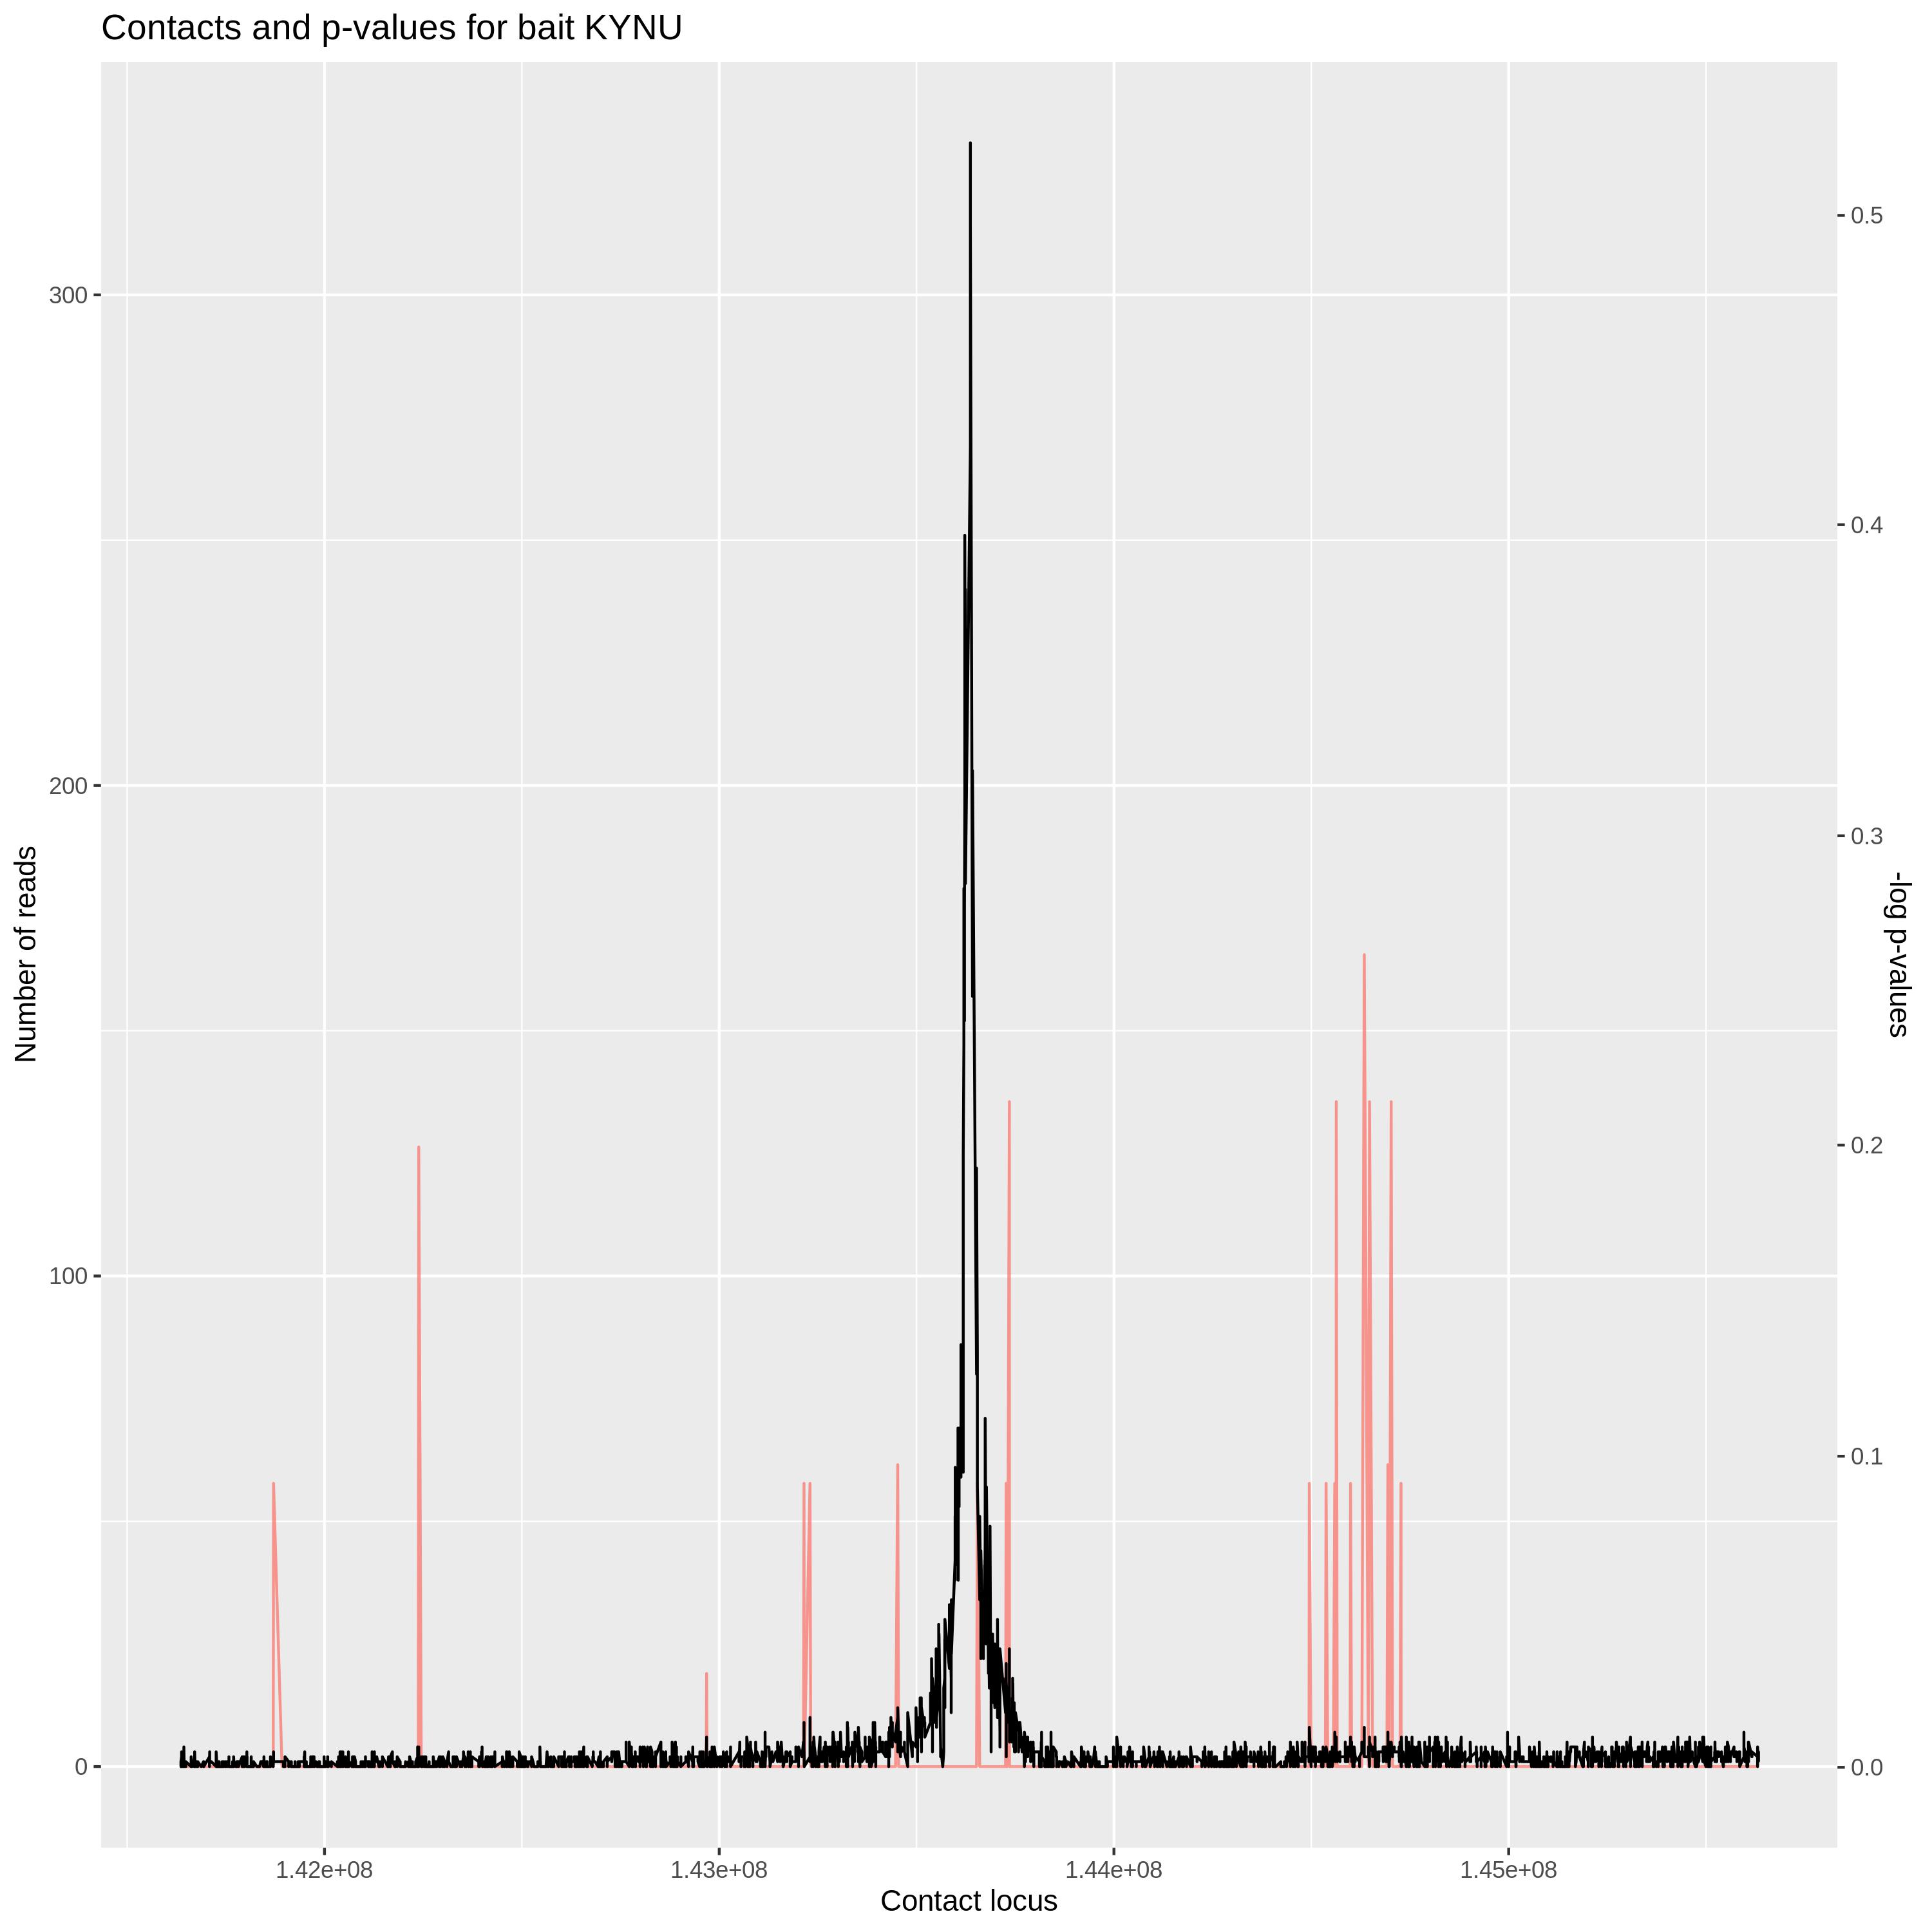 Contacts and p-values for bait KYNU
300
200
100
0
Number of reads
0.5
0.4
0.3
0.2
0.1
0.0
-log p-values
1.42e+08
1.43e+08
1.44e+08
1.45e+08
Contact locus